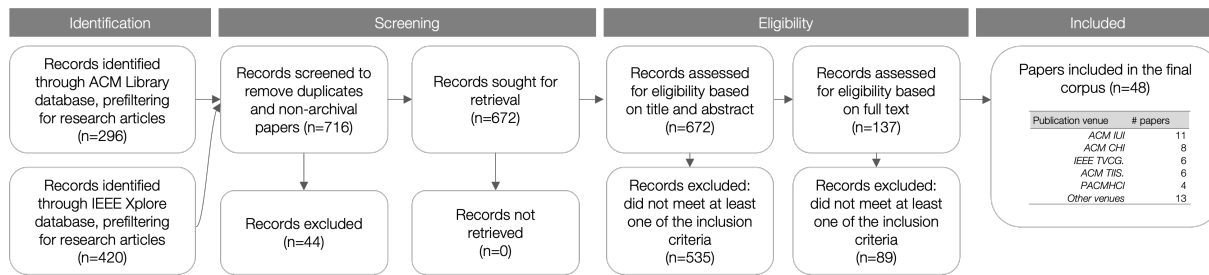 Identification
Screening
Eligibility
Included
Records identified
through ACM Library
database, prefiltering
for research articles
(n=296)
Records identified
through IEEE Xplore
database, prefiltering
for research articles
(n=420)
Records screened to
remove duplicates
and non-archival
papers (n=716)
Records excluded
(n=44)
Records sought for
retrieval
(n=672)
Records not
retrieved
(n=0)
Records assessed
for eligibility based
on title and abstract
(n=672)
Records excluded:
did not meet at least
one of the inclusion
criteria
(n=535)
Records assessed
for eligibility based
on full text
(n=137)
Records excluded:
did not meet at least
one of the inclusion
criteria
(n=89)
Papers included in the final
corpus (n=48)
Publication venue # papers
ACM IUI 11
ACM CHI 8
IEEE TVCG. 6
ACM TIIS. 6
PACMHCI 4
Other venues 13